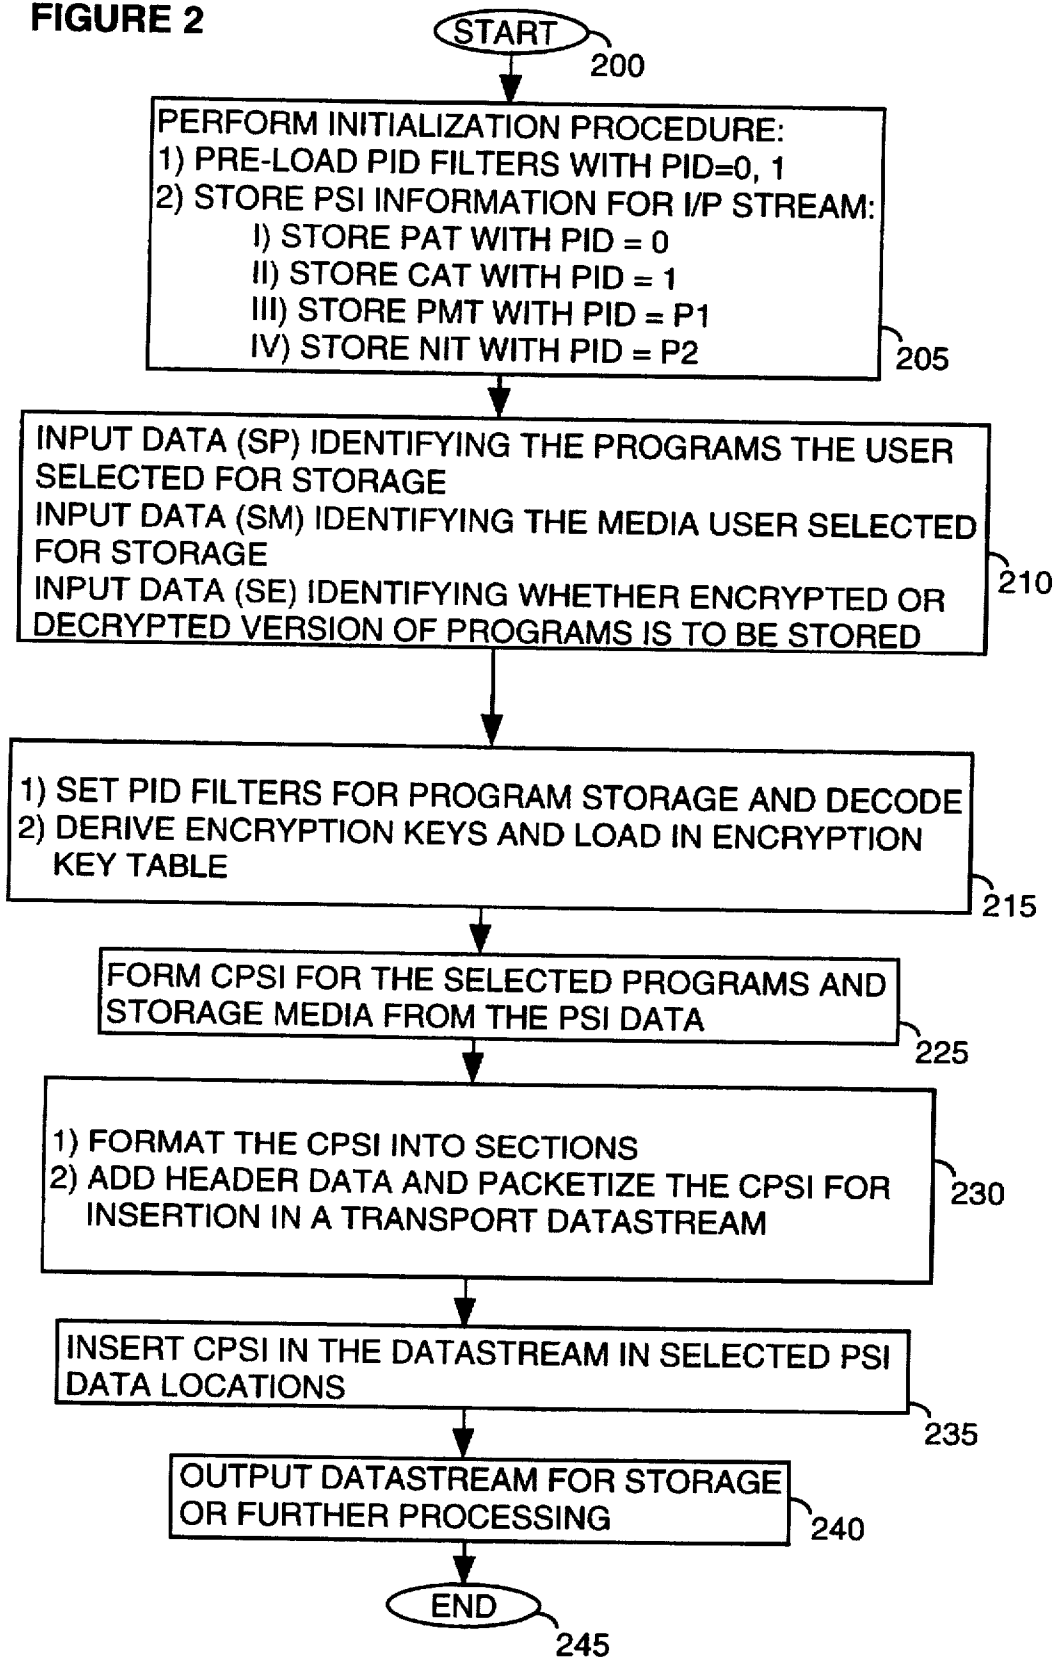 FIGURE 2
START
200
PERFORM INITIALIZATION PROCEDURE:
1) PRE-LOAD PID FILTERS WITH PID=0, 1
2) STORE PSI INFORMATION FOR I/P STREAM:
I) STORE PAT WITH PID = 0
II) STORE CAT WITH PID = 1
III) STORE PMT WITH PID = P1
IV) STORE NIT WITH PID = P2
205
INPUT DATA (SP) IDENTIFYING THE PROGRAMS THE USER
SELECTED FOR STORAGE
INPUT DATA (SM) IDENTIFYING THE MEDIA USER SELECTED
FOR STORAGE
INPUT DATA (SE) IDENTIFYING WHETHER ENCRYPTED OR
DECRYPTED VERSION OF PROGRAMS IS TO BE STORED
210
1) SET PID FILTERS FOR PROGRAM STORAGE AND DECODE
2) DERIVE ENCRYPTION KEYS AND LOAD IN ENCRYPTION
KEY TABLE
215
FORM CPSI FOR THE SELECTED PROGRAMS AND
STORAGE MEDIA FROM THE PSI DATA
225
1) FORMAT THE CPSI INTO SECTIONS
2) ADD HEADER DATA AND PACKETIZE THE CPSI FOR
INSERTION IN A TRANSPORT DATASTREAM
230
INSERT CPSI IN THE DATASTREAM IN SELECTED PSI
DATA LOCATIONS
235
OUTPUT DATASTREAM FOR STORAGE
OR FURTHER PROCESSING
240
END
245